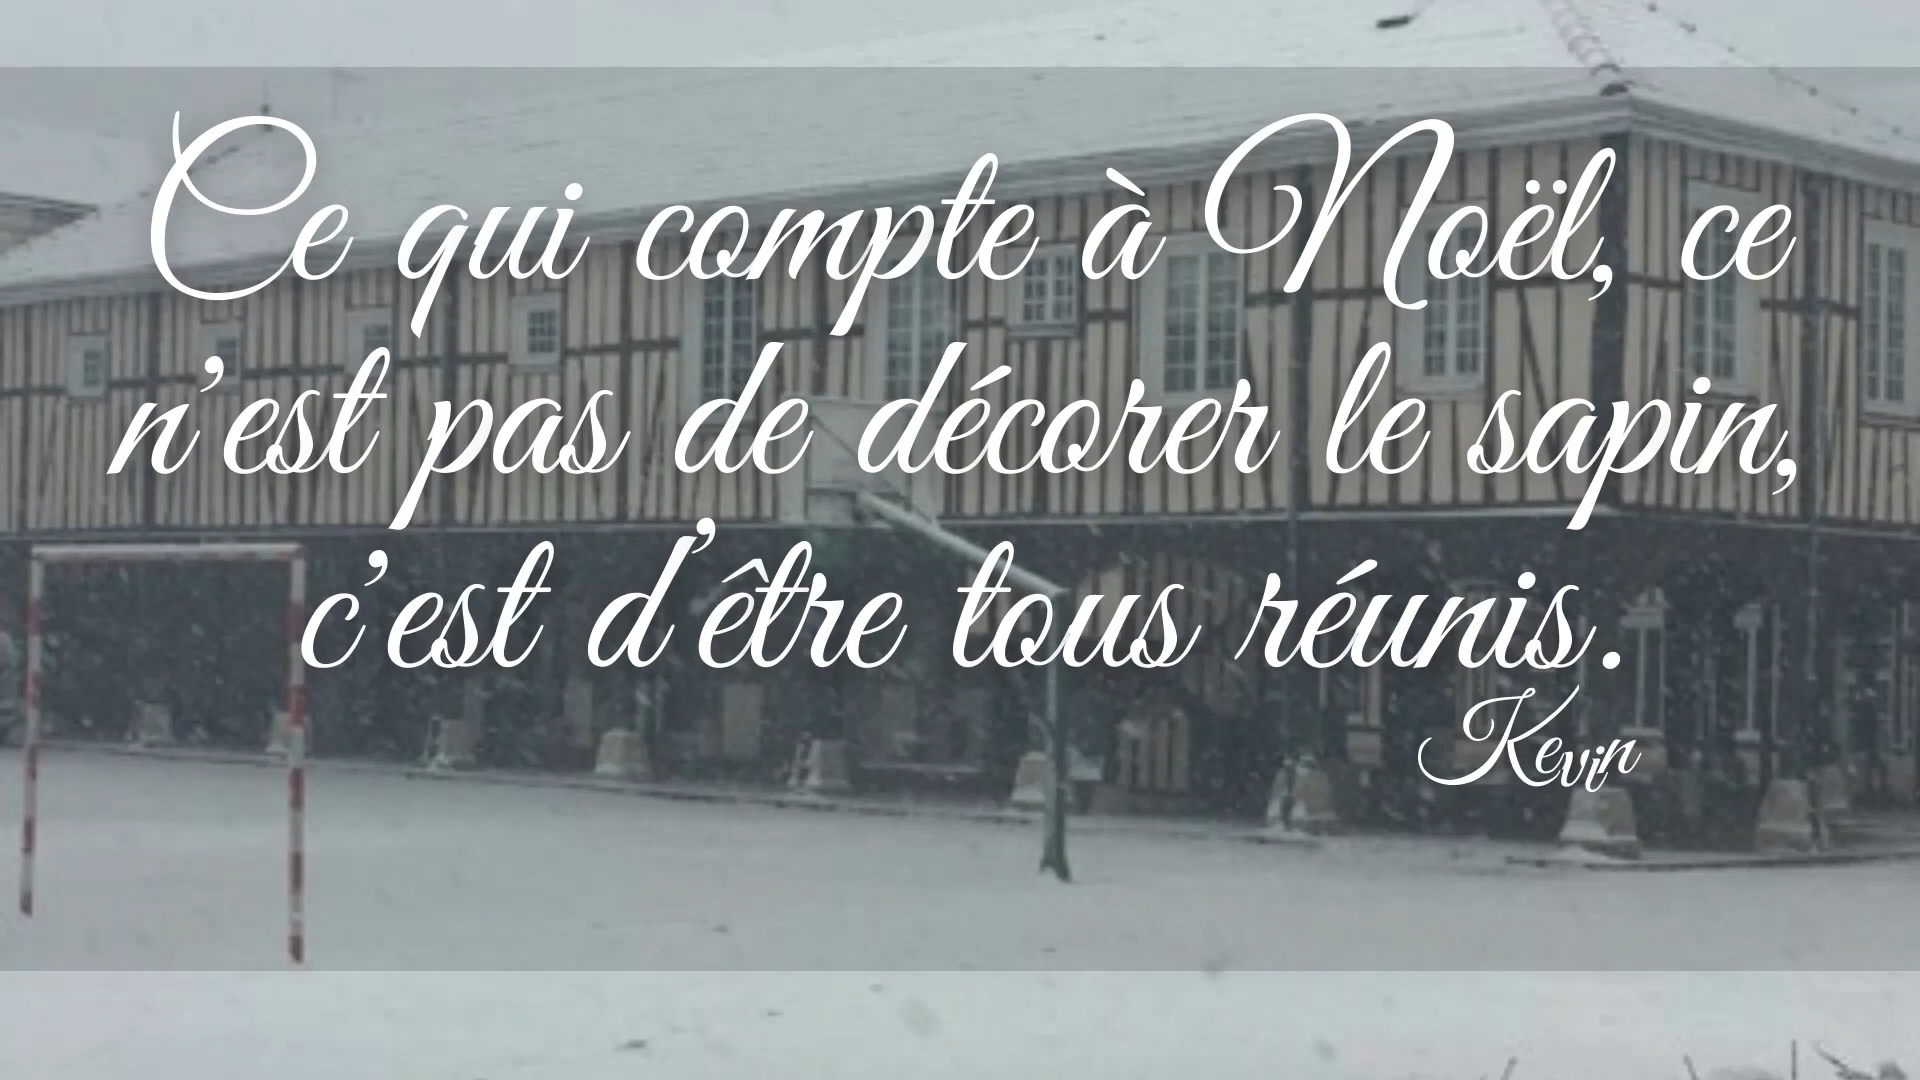 Ce qui compte à Noël, ce
n'est pas de décorer le sapin,
c'est d'être tous réunis.
Kevin